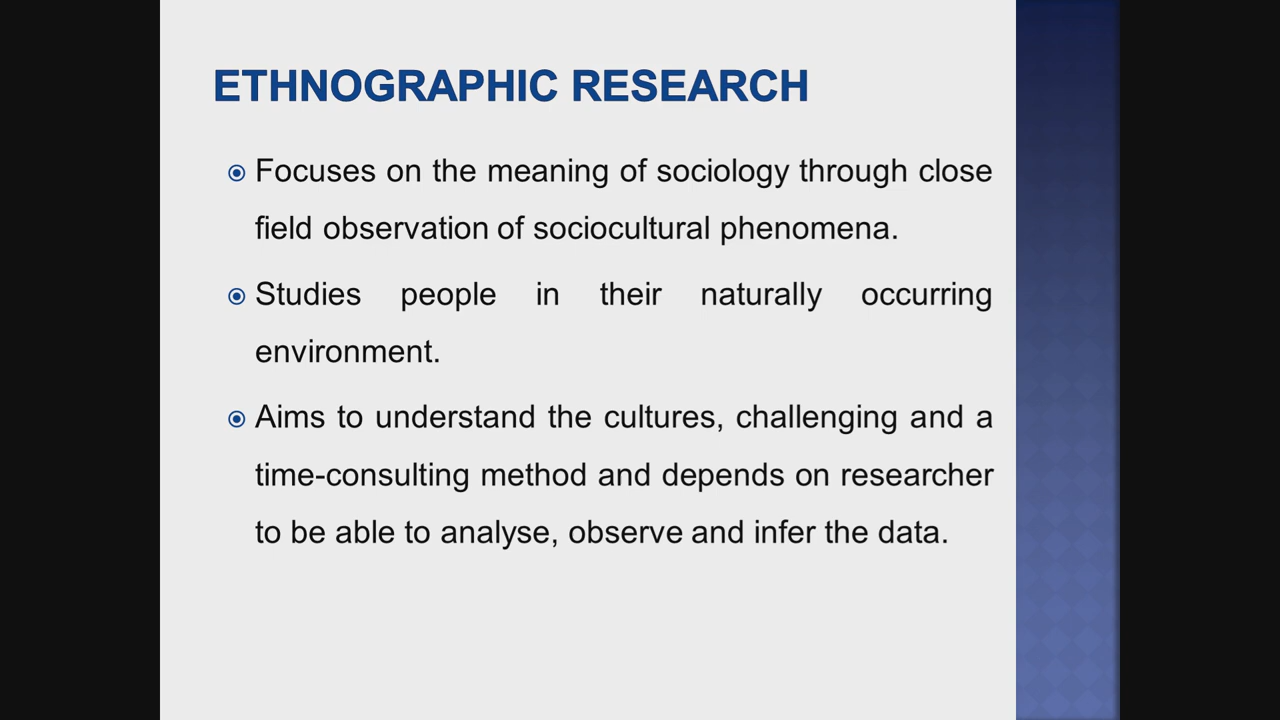 ETHNOGRAPHIC RESEARCH
Focuses on the meaning of sociology through close
field observation of sociocultural phenomena.
Studies people in their naturally occurring
environment.
Aims to understand the cultures, challenging and a
time-consulting method and depends on researcher
to be able to analyse, observe and infer the data.